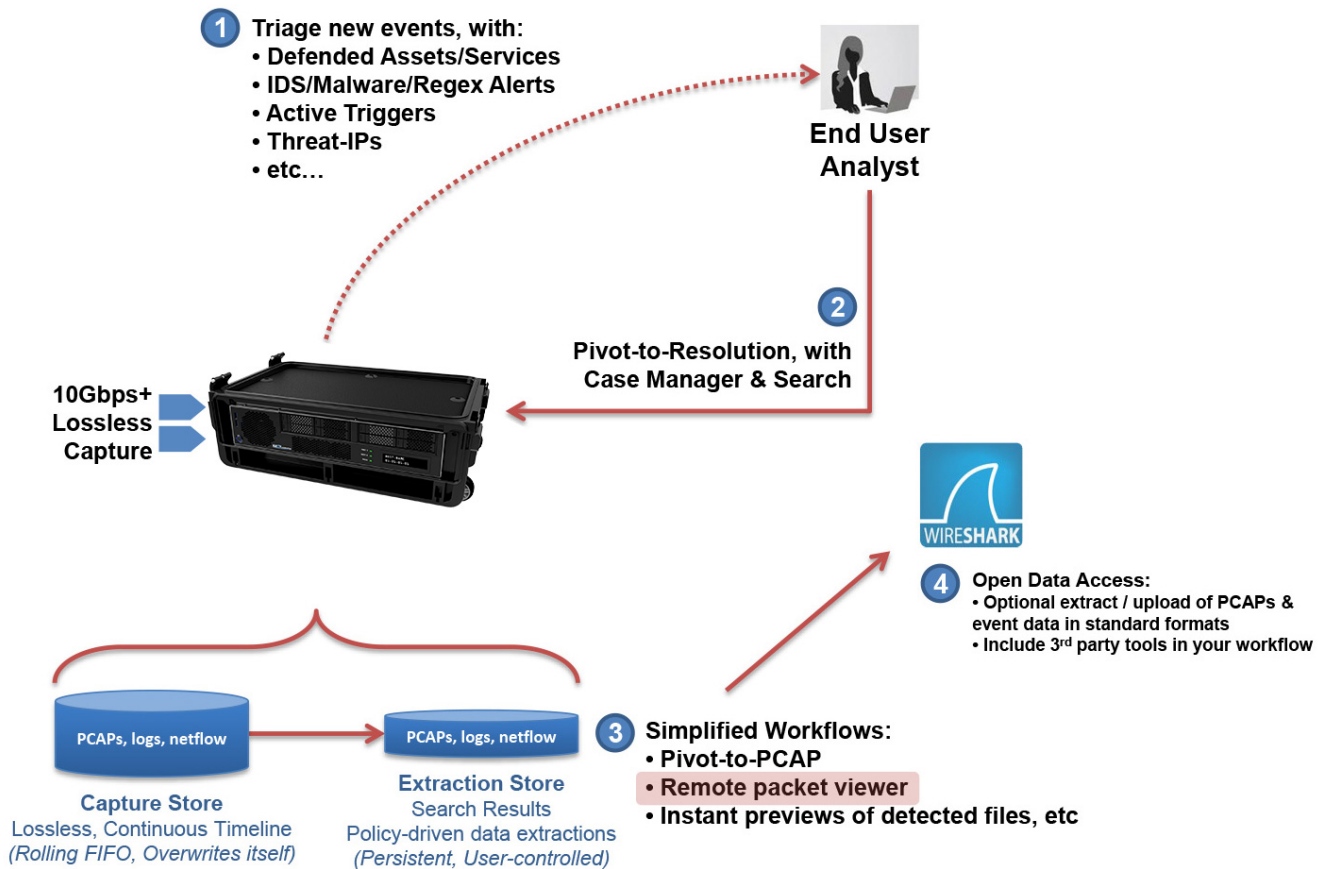 1
Triage new events, with:
• Defended Assets/Services
• IDS/Malware/Regex Alerts
• Active Triggers
• Threat-IPs
• etc…
End User
Analyst
2
Pivot-to-Resolution, with
Case Manager & Search
10Gbps+
Lossless
Capture
WIRESHARK
4
Open Data Access:
• Optional extract / upload of PCAPs &
event data in standard formats
• Include 3rd party tools in your workflow
PCAPs, logs, netflow
PCAPs, logs, netflow
Capture Store
Lossless, Continuous Timeline
(Rolling FIFO, Overwrites itself)
Extraction Store
Search Results
Policy-driven data extractions
(Persistent, User-controlled)
3
Simplified Workflows:
• Pivot-to-PCAP
• Remote packet viewer
• Instant previews of detected files, etc